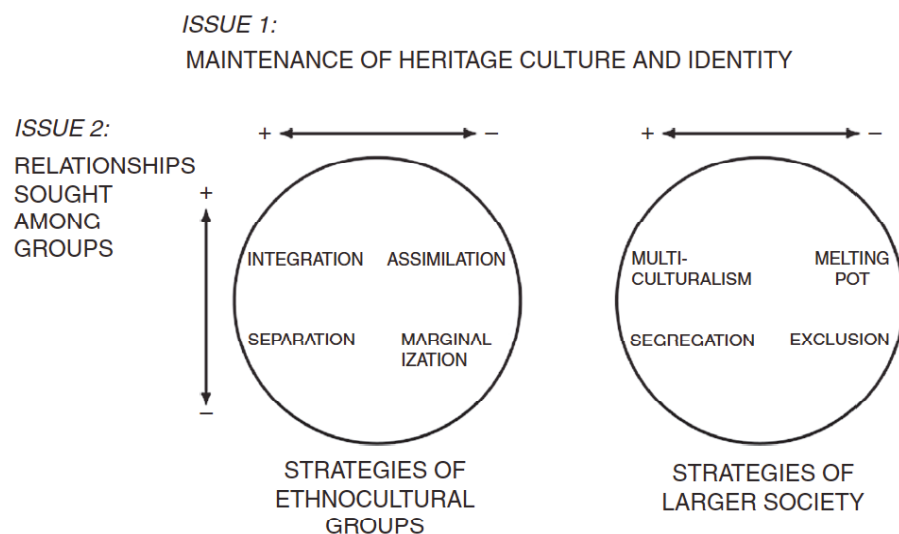 ISSUE 1:
MAINTENANCE OF HERITAGE CULTURE AND IDENTITY
ISSUE 2:
RELATIONSHIPS
SOUGHT
AMONG
GROUPS
+ −
+ −
+
−
INTEGRATION ASSIMILATION
SEPARATION MARGINAL
IZATION
MULTI-
CULTURALISM
MELTING
POT
SEGREGATION EXCLUSION
STRATEGIES OF
ETHNOCULTURAL
GROUPS
STRATEGIES OF
LARGER SOCIETY